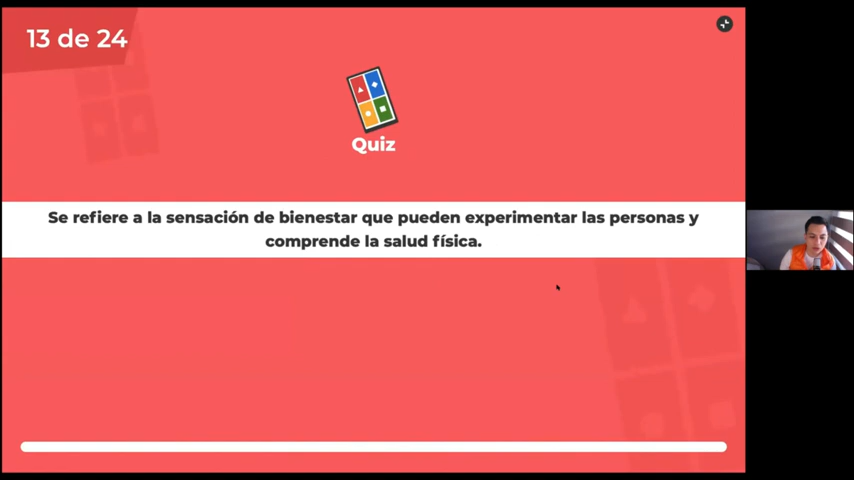 13 de 24
Quiz
Se refiere a la sensación de bienestar que pueden experimentar las personas y
comprende la salud física.